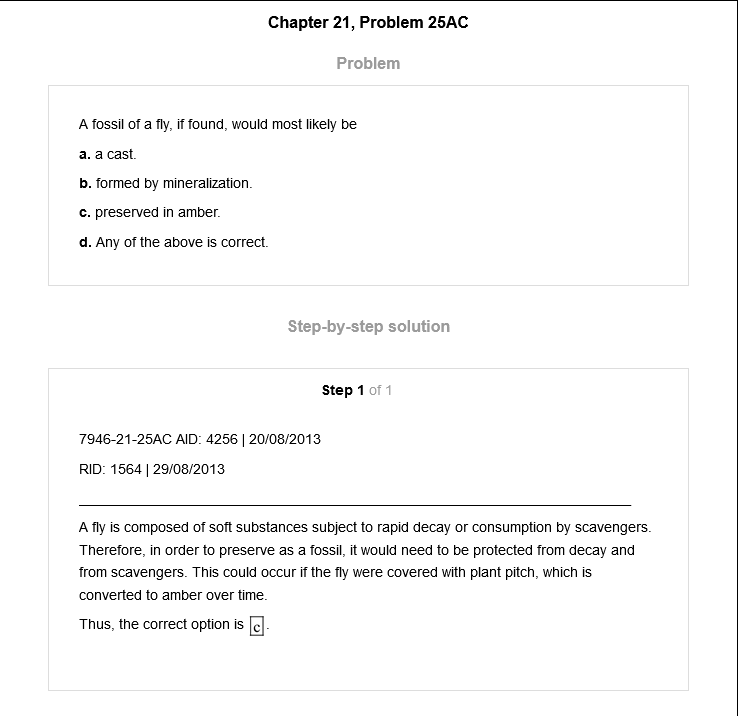 Chapter 21, Problem 25AC
Problem
A fossil of a fly, if found, would most likely be
a. a cast.
b. formed by mineralization.
c. preserved in amber.
d. Any of the above is correct.
Step-by-step solution
Step 1 of 1
7946-21-25AC AID: 4256 | 20/08/2013
RID: 1564 | 29/08/2013
A fly is composed of soft substances subject to rapid decay or consumption by scavengers.
Therefore, in order to preserve as a fossil, it would need to be protected from decay and
from scavengers. This could occur if the fly were covered with plant pitch, which is
converted to amber over time.
Thus, the correct option is c.